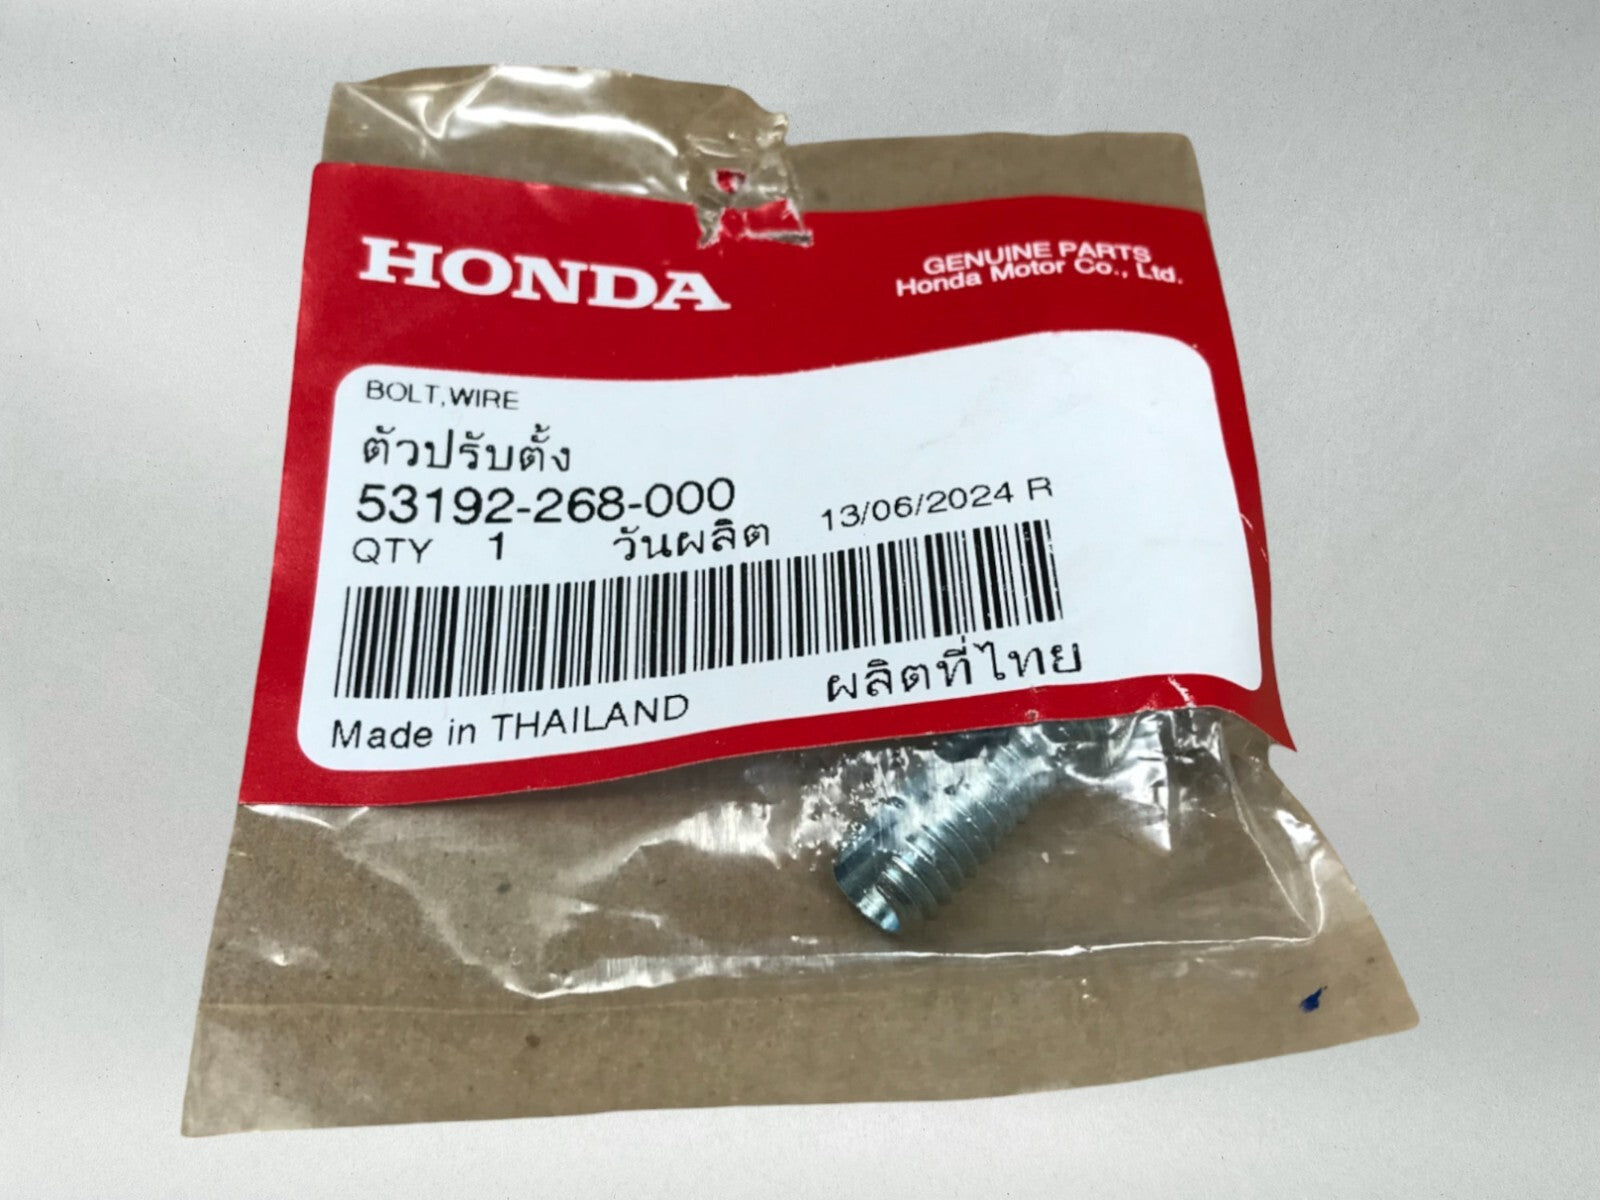 HONDA
GENUINE PARTS
Honda Motor Co., Ltd.
BOLT,WIRE
ตัวปรับตั้ง
53192-268-000
QTY 1 วันผลิต 13/06/2024 R
Made in THAILAND ผลิตที่ไทย